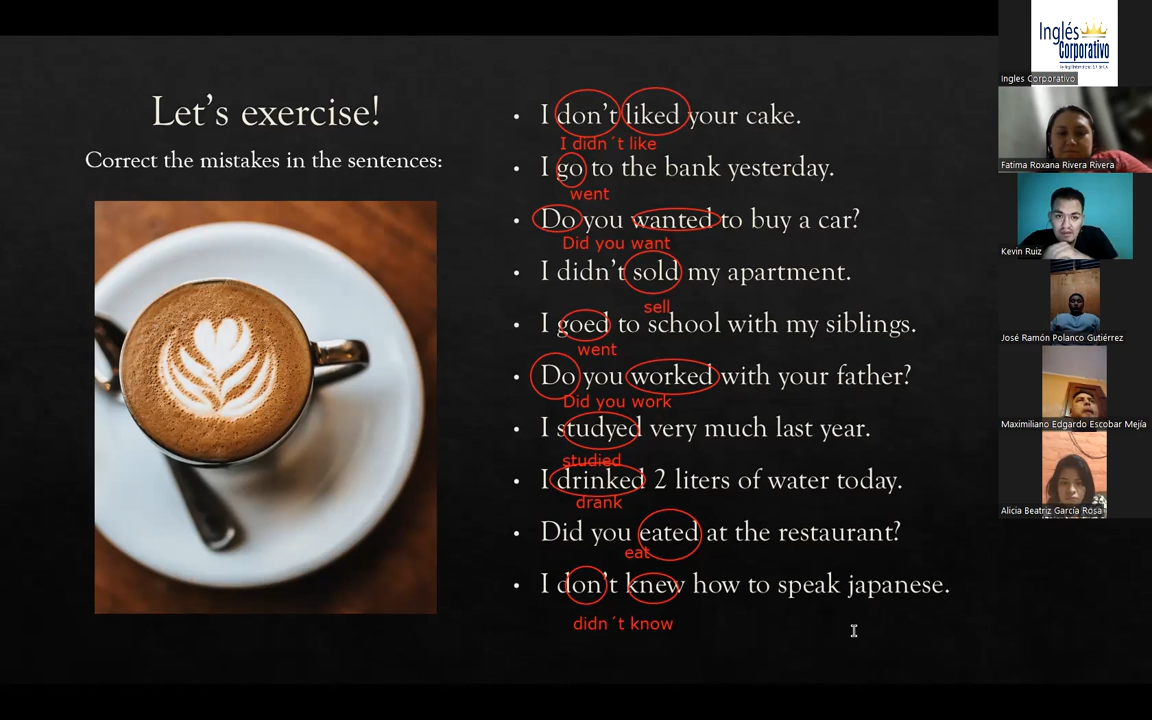 Let's exercise!
Correct the mistakes in the sentences:
• I don't liked your cake.
I didn´t like
• I go to the bank yesterday.
went
• Do you wanted to buy a car?
Did you want
• I didn't sold my apartment.
sell
• I goed to school with my siblings.
went
• Do you worked with your father?
Did you work
• I studyed very much last year.
studied
• I drinked 2 liters of water today.
drank
• Did you eated at the restaurant?
eat
• I don't knew how to speak japanese.
didn´t know
Inglés
Corporativo
Ingles Corporativo
Fatima Roxana Rivera Rivera
Kevin Ruiz
José Ramón Polanco Gutiérrez
Maximiliano Edgardo Escobar Mejía
Alicia Beatriz García Rosa